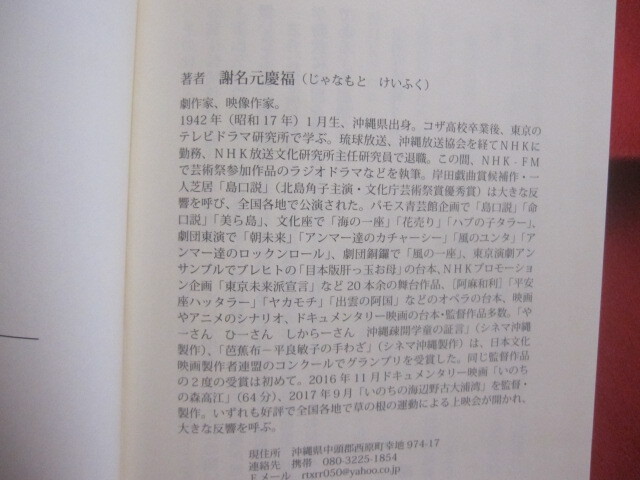 著者　謝名元慶福（じゃなもと　けいふく）
劇作家、映像作家。
1942年（昭和17年）1月生、沖縄県出身。コザ高校卒業後、東京の
テレビドラマ研究所で学ぶ。琉球放送、沖縄放送協会を経てNHKに
勤務、NHK放送文化研究所主任研究員で退職。この間、NHK-FM
で芸術祭参加作品のラジオドラマなどを執筆。岸田戯曲賞候補作・一
人芝居「島口説」（北島角子主演・文化庁芸術祭賞優秀賞）は大きな反
響を呼び、全国各地で公演された。パモス青芸館企画で「島口説」「命
口説」「美ら島」、文化座で「海の一座」「花売り」「ハブの子タラー」、
劇団東演で「朝未来」「アンマー達のカチャーシー」「風のユンタ」「ア
ンマー達のロックンロール」、劇団銅鑼で「風の一座」、東京演劇アン
サンブルでブレヒトの「日本版肝っ玉お母」の台本、NHKプロモーショ
ン企画「東京未来派宣言」など20本余の舞台作品、[阿麻和利]「平安
座ハッタラー」「ヤカモチ」「出雲の阿国」などのオペラの台本、映画
やアニメのシナリオ、ドキュメンタリー映画の台本・監督作品多数。「や
ーさん　ひーさん　しからーさん　沖縄疎開学童の証言」（シネマ沖縄
製作）、「芭蕉布－平良敏子の手わざ」（シネマ沖縄製作）は、日本文化
映画製作者連盟のコンクールでグランプリを受賞した。同じ監督作品
の2度の受賞は初めて。2016年11月ドキュメンタリー映画「いのち
の森高江」（64分）、2017年9月「いのちの海辺野古大浦湾」を監督・
製作。いずれも好評で全国各地で草の根の運動による上映会が開かれ、
大きな反響を呼ぶ。
現住所　沖縄県中頭郡西原町幸地974-17
連絡先　携帯　080-3225-1854
Eメール　rtxrr050@yahoo.co.jp